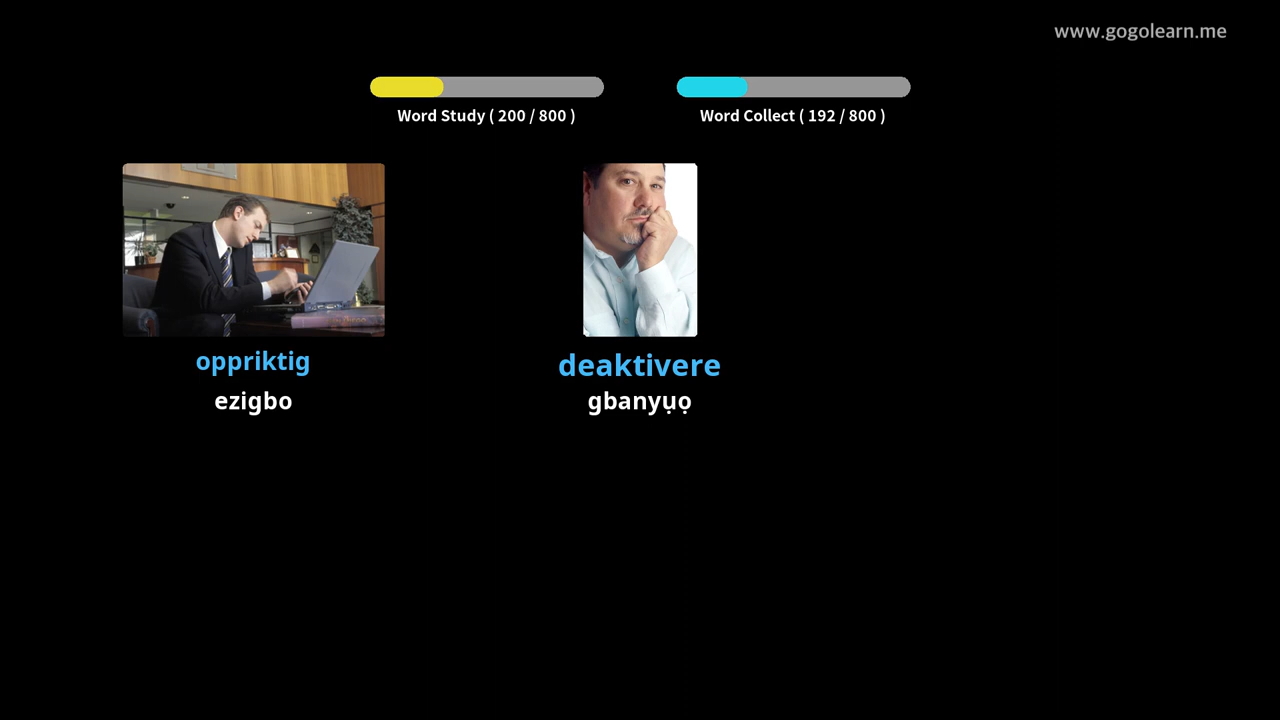 www.gogolearn.me
Word Study ( 200 / 800 )
Word Collect ( 192 / 800 )
oppriktig
ezigbo
deaktivere
gbanyụọ